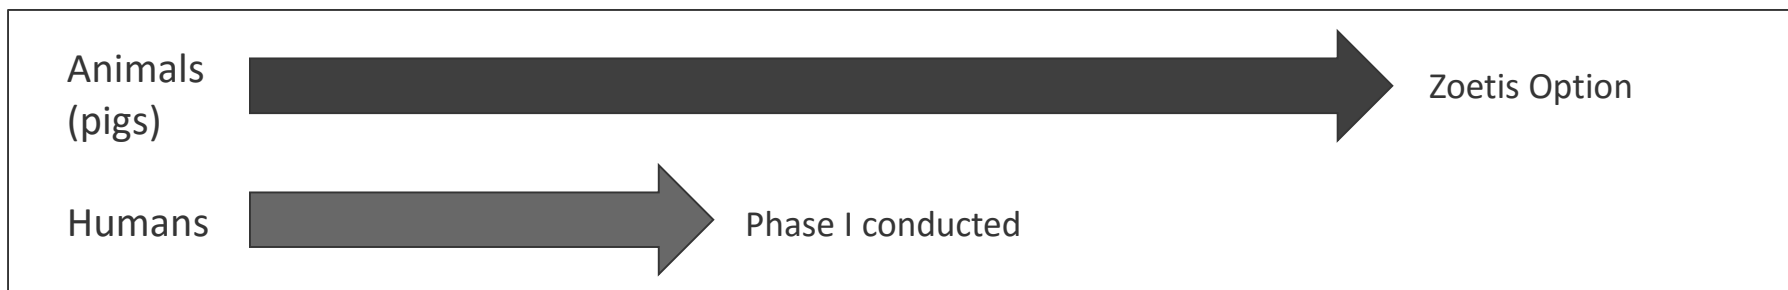 Animals
(pigs)
Zoetis Option
Humans
Phase I conducted